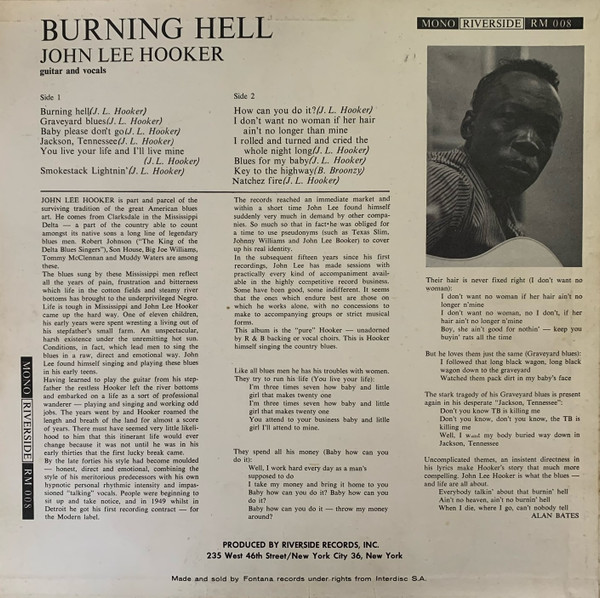 BURNING HELL
JOHN LEE HOOKER
guitar and vocals
MONO RIVERSIDE RM 008
Side 1
Burning hell(J. L. Hooker)
Graveyard blues(J. L. Hooker)
Baby please don't go(J. L. Hooker)
Jackson, Tennessee(J. L. Hooker)
You live your life and I'll live mine
(J. L. Hooker)
Smokestack Lightnin'(J. L. Hooker)
Side 2
How can you do it?(J. L. Hooker)
I don't want no woman if her hair
ain't no longer than mine
I rolled and turned and cried the
whole night long(J. L. Hooker)
Blues for my baby(J. L. Hooker)
Key to the highway(B. Broonzy)
Natchez fire(J. L. Hooker)
JOHN LEE HOOKER is part and parcel of the
surviving tradition of the great American blues
art. He comes from Clarksdale in the Mississippi
Delta — a part of the country able to count
amongst its native sons a long line of legendary
blues men. Robert Johnson ("The King of the
Delta Blues Singers"), Son House, Big Joe Williams,
Tommy McClennan and Muddy Waters are among
these.
The blues sung by these Mississippi men reflect
all the years of pain, frustration and bitterness
which life in the cotton fields and steamy river
bottoms has brought to the underprivileged Negro.
Life is tough in Mississippi and John Lee Hooker
came up the hard way. One of eleven children,
his early years were spent wresting a living out of
his stepfather's small farm. An unspectacular,
harsh existence under the unremitting hot sun.
Conditions, in fact, which lead men to sing the
blues in a raw, direct and emotional way. John
Lee found himself singing and playing these blues
in his early teens.
Having learned to play the guitar from his step-
father the restless Hooker left the river bottoms
and embarked on a life as a sort of professional
wanderer — playing and singing and working odd
jobs. The years went by and Hooker roamed the
length and breadth of the land for almost a score
of years. There must have seemed very little likeli-
hood to him that this itinerant life would ever
change because it was not until he was in his
early thirties that the first lucky break came.
By the late forties his style had become moulded
— honest, direct and emotional, combining the
style of his meritorious predecessors with his own
hypnotic personal rhythmic intensity and impas-
sioned "talking" vocals. People were beginning to
sit up and take notice, and in 1949 whilst in
Detroit he got his first recording contract — for
the Modern label.
The records reached an immediate market and
within a short time John Lee found himself
suddenly very much in demand by other compa-
nies. So much so that in fact he was obliged for
a time to use pseudonyms (such as Texas Slim,
Johnny Williams and John Lee Booker) to cover
up his real identity.
In the subsequent fifteen years since his first
recordings, John Lee has made sessions with
practically every kind of accompaniment avail-
able in the highly competitive record business.
Some have been good, some indifferent. It seems
that the ones which endure best are those on
which he works alone, with no concessions to
make to accompanying groups or strict musical
forms.
This album is the "pure" Hooker — unadorned
by R & B backing or vocal choirs. This is Hooker
himself singing the country blues.
Like all blues men he has his troubles with women.
They try to run his life (You live your life):
I'm three times seven how baby and little
girl that makes twenty one
I'm three times seven how baby and little
girl that makes twenty one
You attend to your business baby and little
girl I'll attend to mine.
They spend all his money (Baby how can you
do it):
Well, I work hard every day as a man's
supposed to do
I take my money and bring it home to you
Baby how can you do it? Baby how can you
do it?
Baby how can you do it — throw my money
around?
Their hair is never fixed right (I don't want no
woman):
I don't want no woman if her hair ain't no
longer n'mine
I don't want no woman, no I don't, if her
hair ain't no longer n'mine
Boy, she ain't good for nothin' — keep you
buyin' rats all the time
But he loves them just the same (Graveyard blues):
I followed that long black wagon, long black
wagon down to the graveyard
Watched them pack dirt in my baby's face
The stark tragedy of his Graveyard blues is present
again in his desperate "Jackson, Tennessee":
Don't you know TB is killing me
Don't you know, don't you know, the TB is
killing me
Well, I want my body buried way down in
Jackson, Tennessee
Uncomplicated themes, an insistent directness in
his lyrics make Hooker's story that much more
compelling. John Lee Hooker is what the blues —
and life are all about.
Everybody talkin' about that burnin' hell
Ain't no heaven, ain't no burnin' hell
When I die, where I go, can't nobody tell
ALAN BATES
MONO RIVERSIDE RM 008
PRODUCED BY RIVERSIDE RECORDS, INC.
235 West 46th Street/New York City 36, New York
Made and sold by Fontana records under rights from Interdisc S.A.